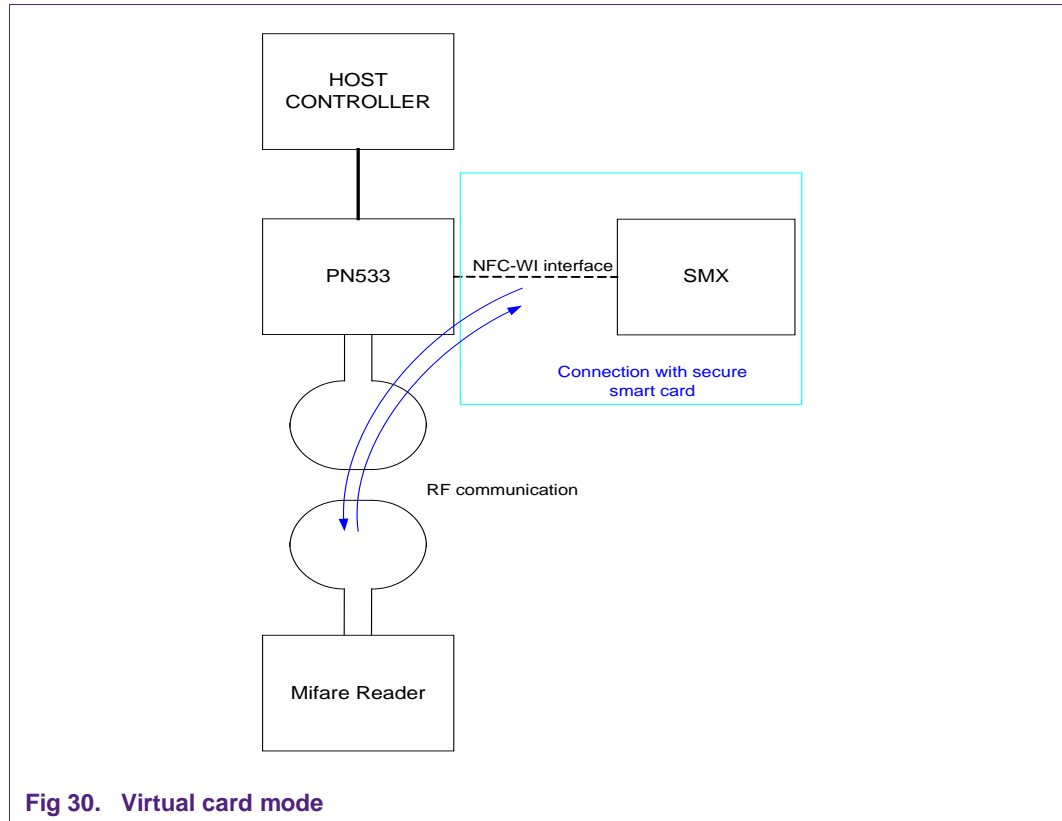 HOST
CONTROLLER
PN533
NFC-WI interface
SMX
Connection with secure
smart card
RF communication
Mifare Reader
Fig 30. Virtual card mode